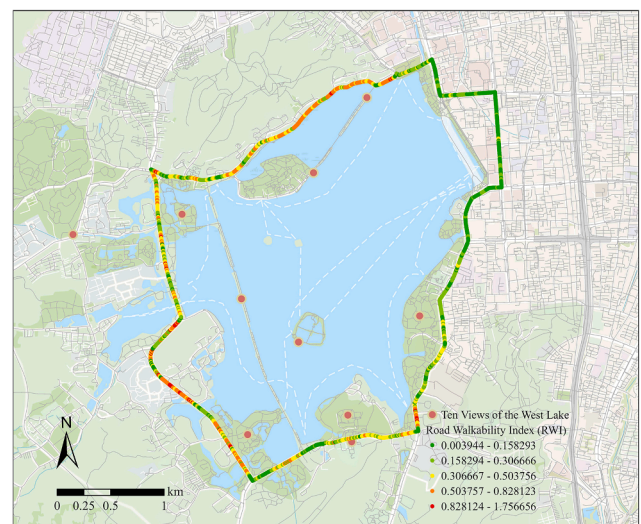 Ten Views of the West Lake
Road Walkability Index (RWI)
0.003944 - 0.158293
0.158294 - 0.306666
0.306667 - 0.503756
0.503757 - 0.828123
0.828124 - 1.756656
N
km
0 0.25 0.5 1